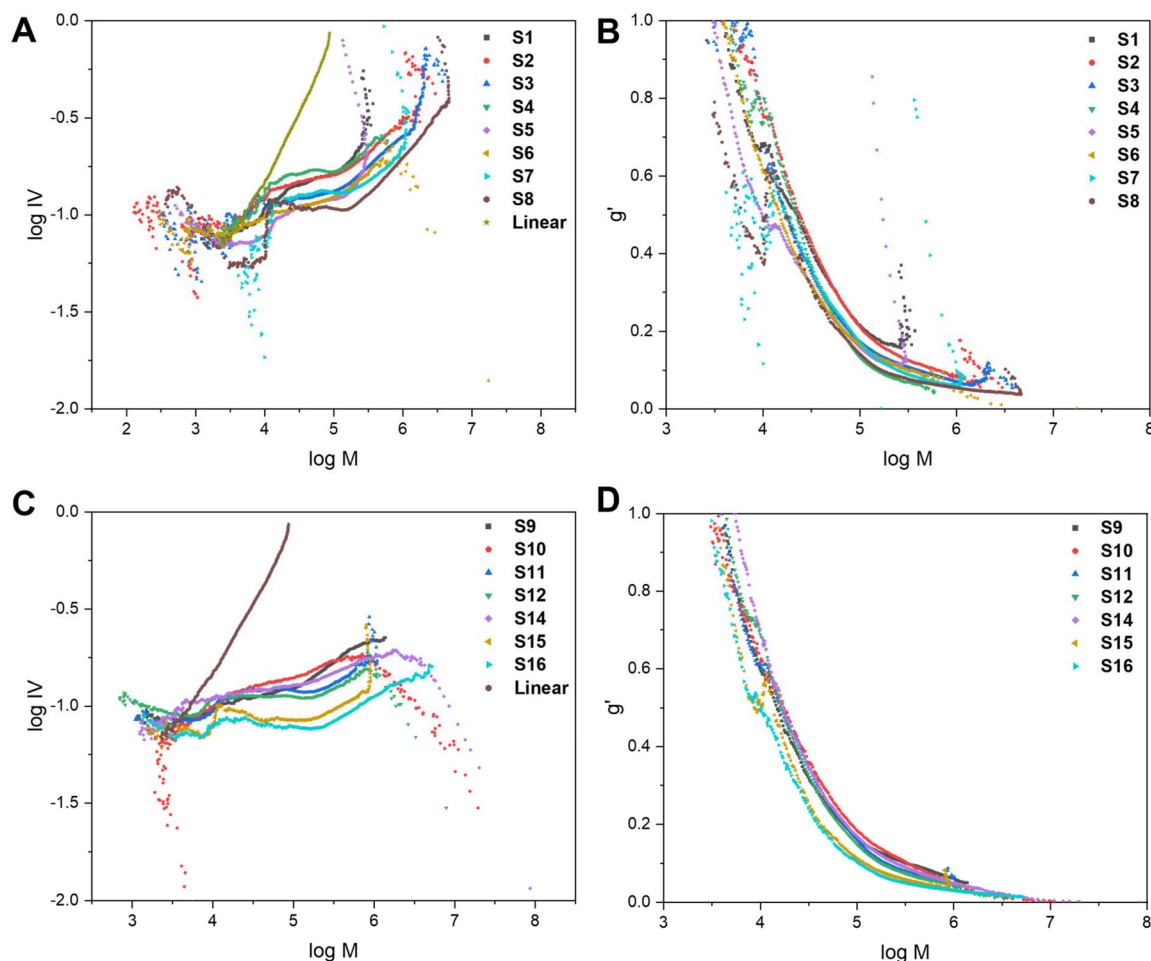 A
0.0
-0.5
-1.0
-1.5
-2.0
log IV
2 3 4 5 6 7 8
log M
S1
S2
S3
S4
S5
S6
S7
S8
Linear
B
1.0
0.8
0.6
0.4
0.2
0.0
g'
3 4 5 6 7 8
log M
S1
S2
S3
S4
S5
S6
S7
S8
C
0.0
-0.5
-1.0
-1.5
-2.0
log IV
3 4 5 6 7 8
log M
S9
S10
S11
S12
S14
S15
S16
Linear
D
1.0
0.8
0.6
0.4
0.2
0.0
g'
3 4 5 6 7 8
log M
S9
S10
S11
S12
S14
S15
S16